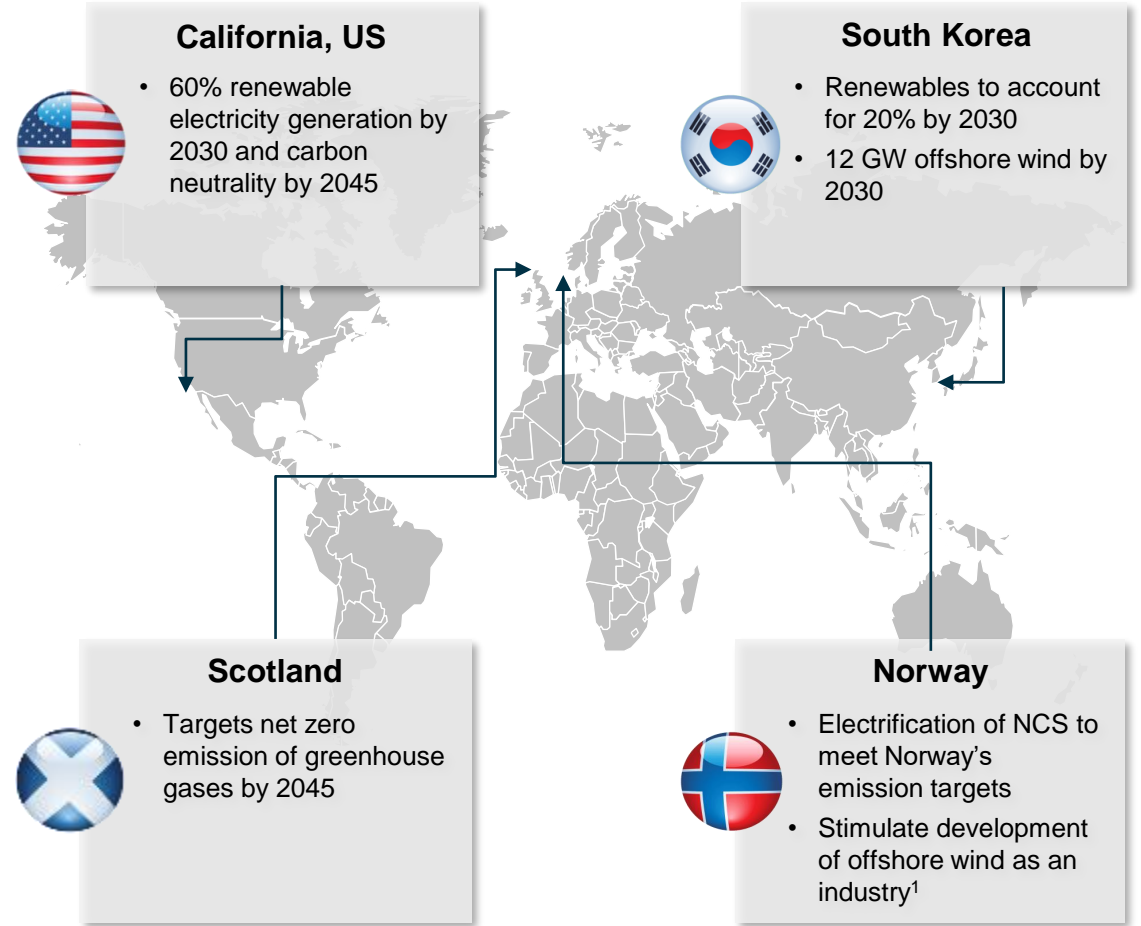 California, US
• 60% renewable
electricity generation by
2030 and carbon
neutrality by 2045
South Korea
• Renewables to account
for 20% by 2030
• 12 GW offshore wind by
2030
Scotland
• Targets net zero
emission of greenhouse
gases by 2045
Norway
• Electrification of NCS to
meet Norway’s
emission targets
• Stimulate development
of offshore wind as an
industry¹